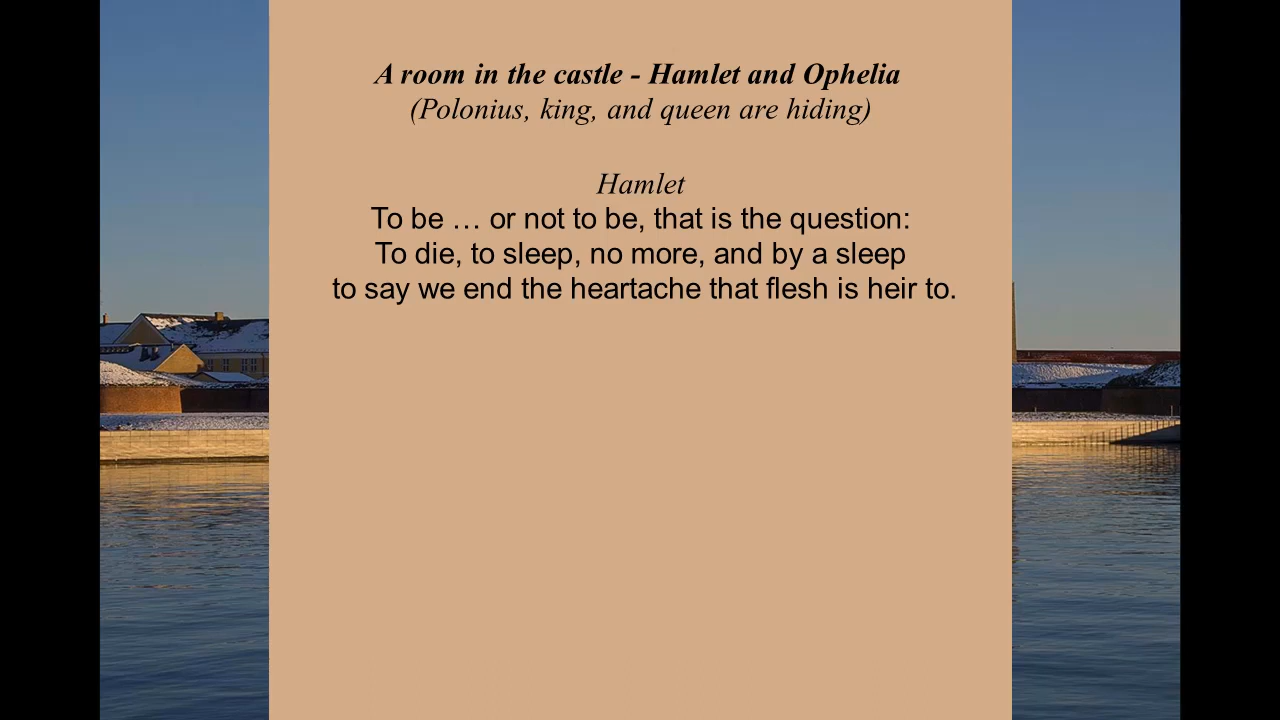 A room in the castle - Hamlet and Ophelia
(Polonius, king, and queen are hiding)
Hamlet
To be … or not to be, that is the question:
To die, to sleep, no more, and by a sleep
to say we end the heartache that flesh is heir to.